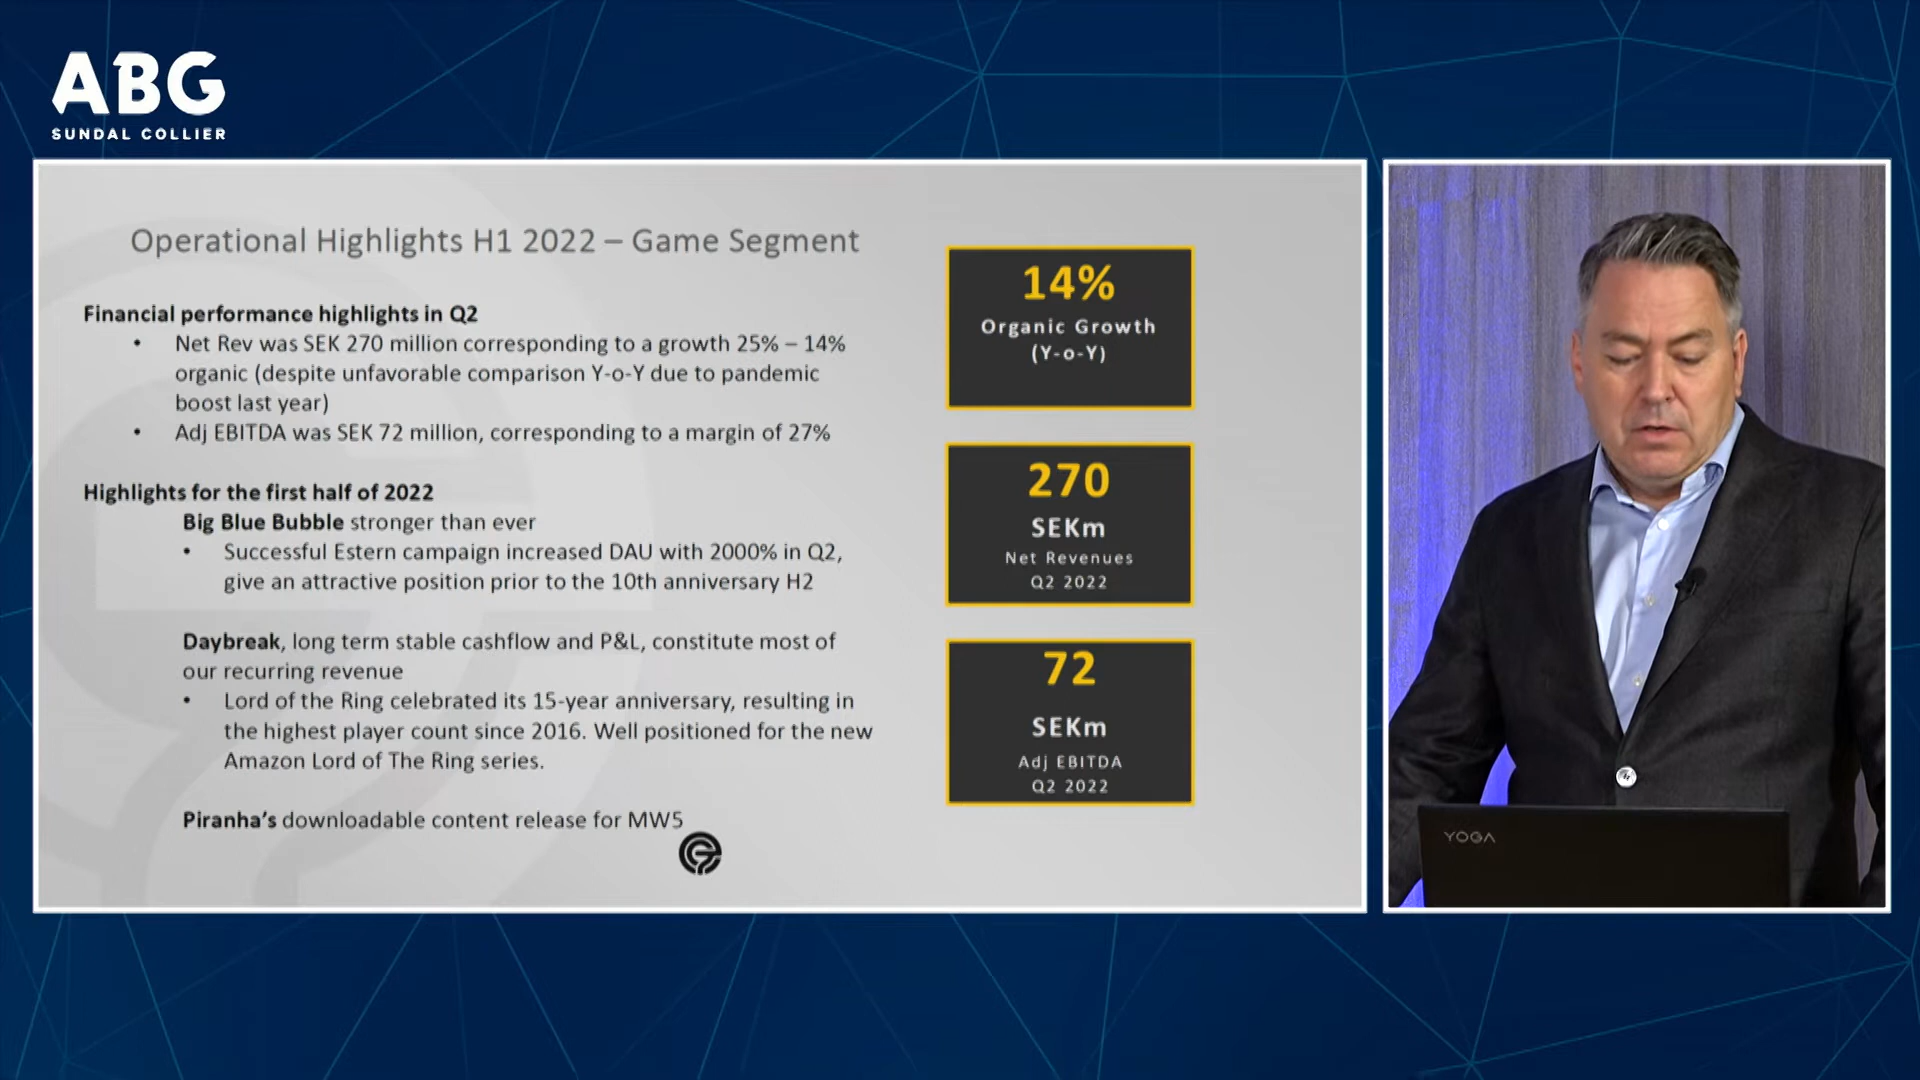 ABG
SUNDAL COLLIER
Operational Highlights H1 2022 – Game Segment
Financial performance highlights in Q2
• Net Rev was SEK 270 million corresponding to a growth 25% – 14%
organic (despite unfavorable comparison Y-o-Y due to pandemic
boost last year)
• Adj EBITDA was SEK 72 million, corresponding to a margin of 27%
Highlights for the first half of 2022
Big Blue Bubble stronger than ever
• Successful Estern campaign increased DAU with 2000% in Q2,
give an attractive position prior to the 10th anniversary H2
Daybreak, long term stable cashflow and P&L, constitute most of
our recurring revenue
• Lord of the Ring celebrated its 15-year anniversary, resulting in
the highest player count since 2016. Well positioned for the new
Amazon Lord of The Ring series.
Piranha's downloadable content release for MW5
14%
Organic Growth
(Y-o-Y)
270
SEKm
Net Revenues
Q2 2022
72
SEKm
Adj EBITDA
Q2 2022
YOGA